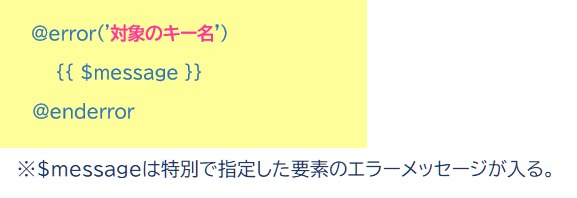 @error('対象のキー名')
{{ $message }}
@enderror
※$messageは特別で指定した要素のエラーメッセージが入る。